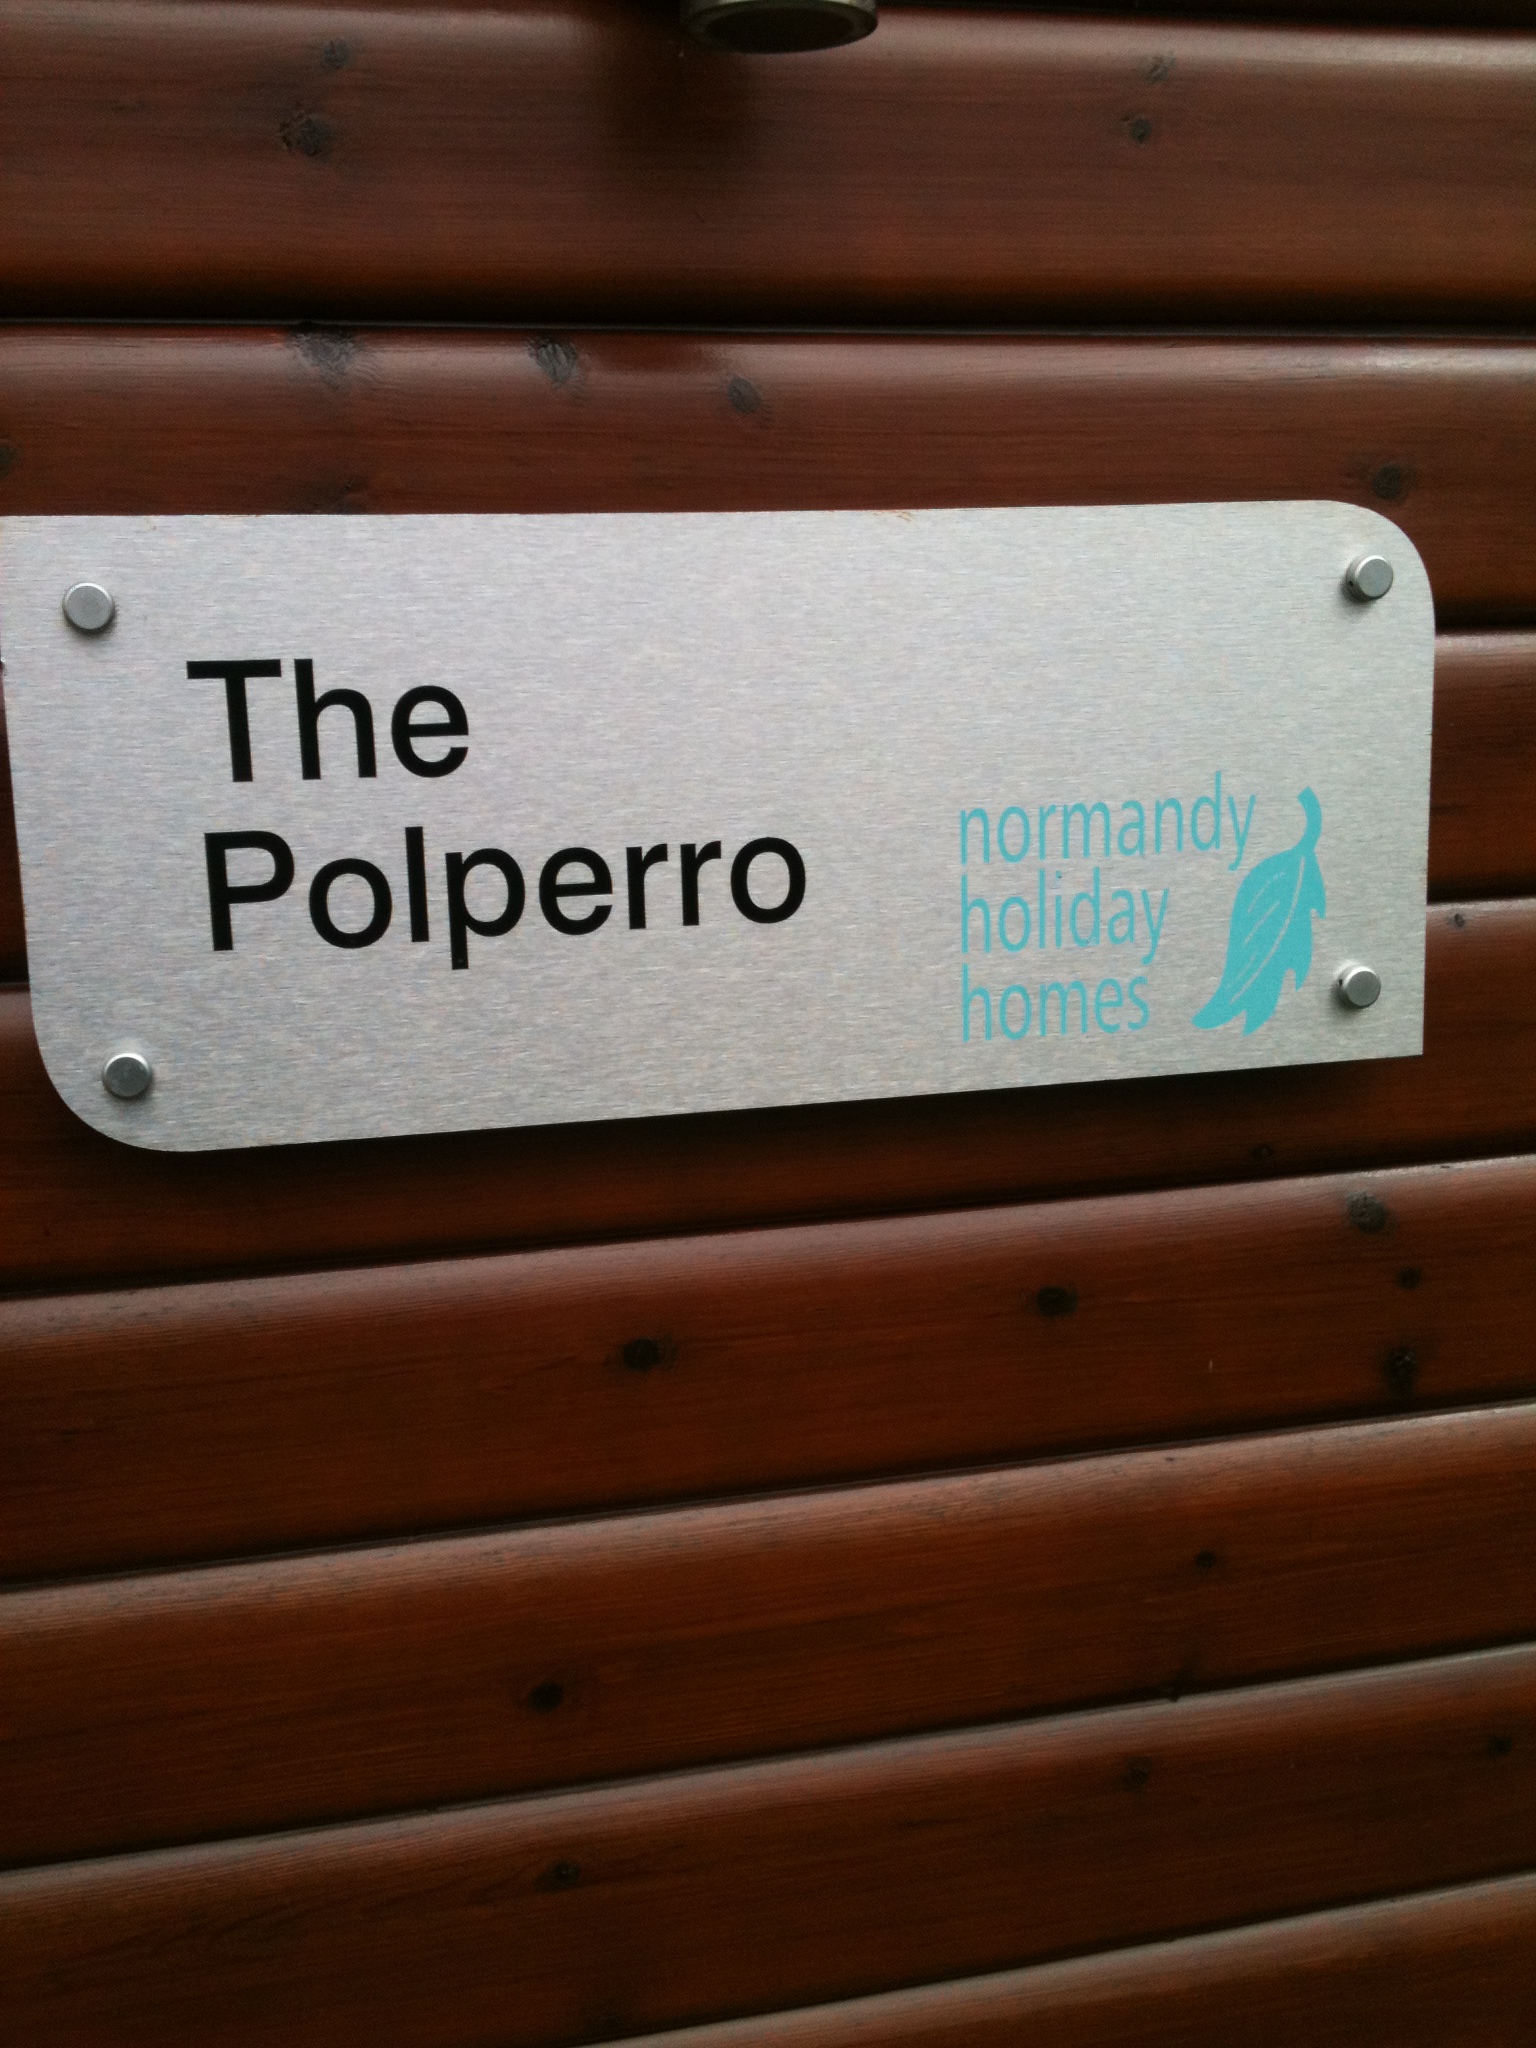 The
Polperro
normandy
holiday
homes